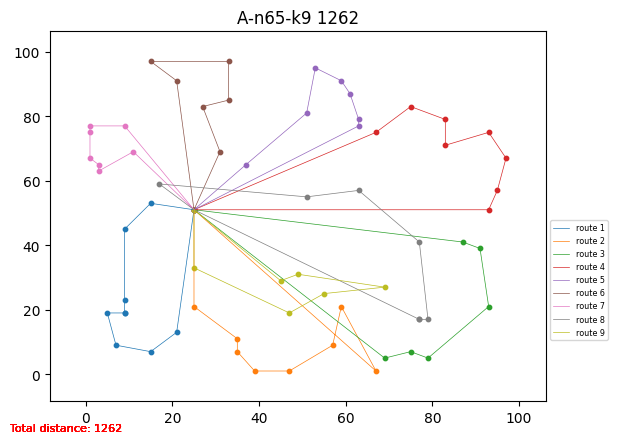 A-n65-k9 1262
100
80
60
40
20
0
0 20 40 60 80 100
route 1
route 2
route 3
route 4
route 5
route 6
route 7
route 8
route 9
Total distance: 1262